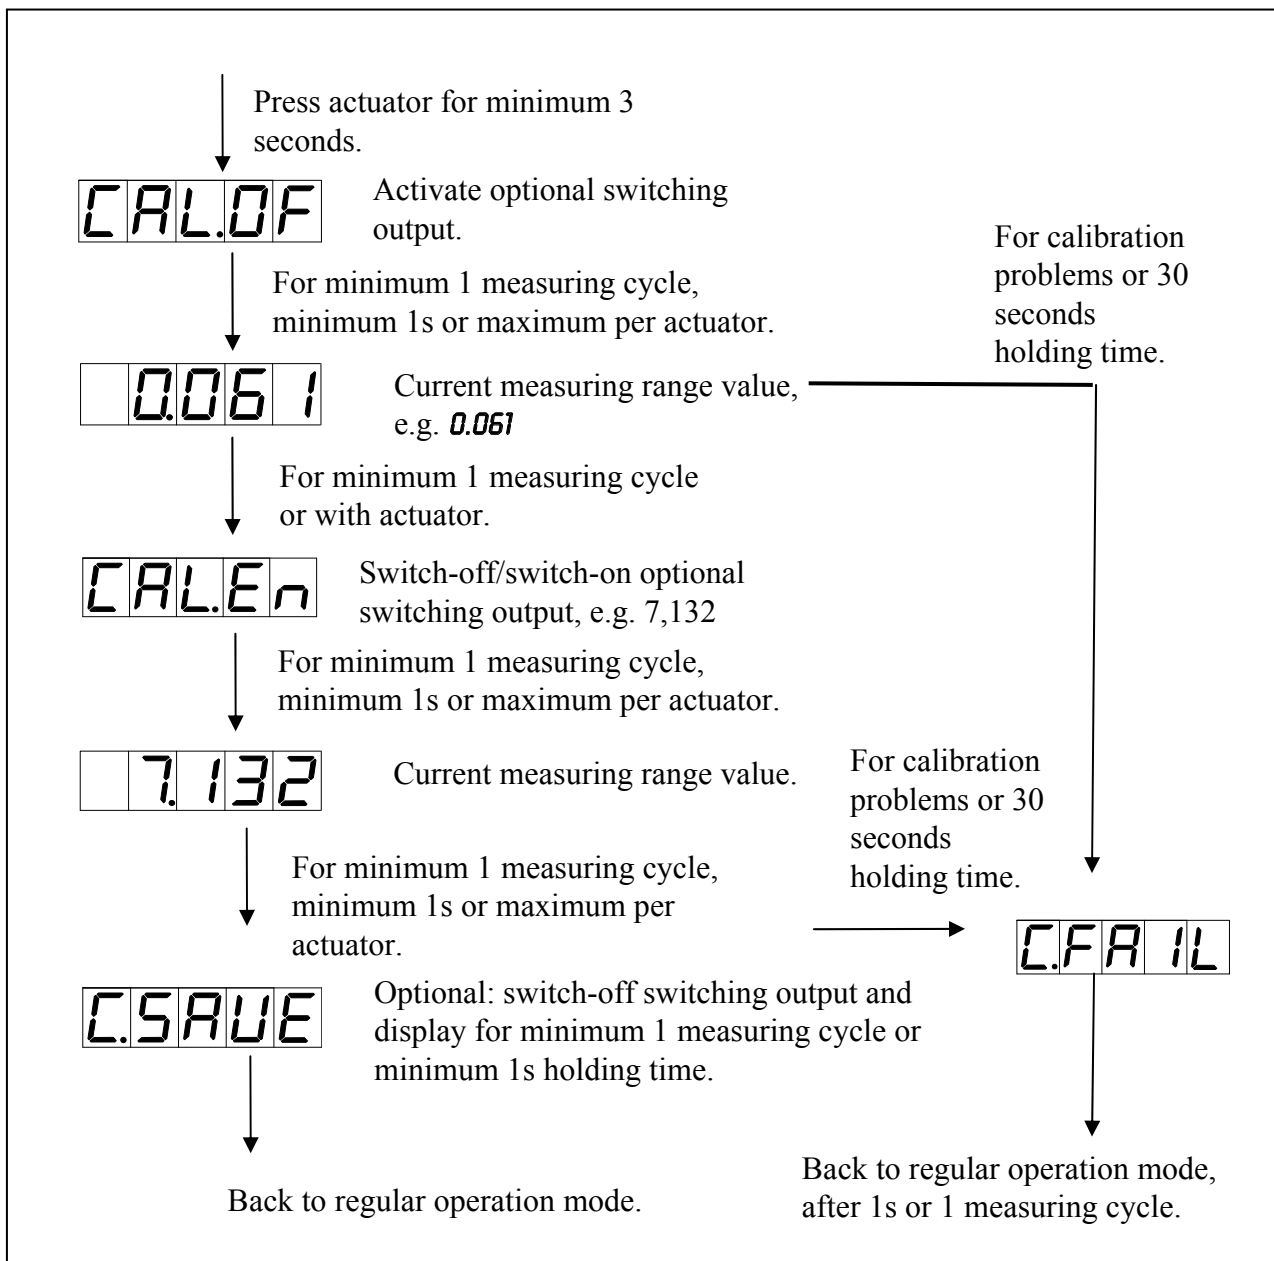 Press actuator for minimum 3
seconds.
CAL.OF
Activate optional switching
output.
For minimum 1 measuring cycle,
minimum 1s or maximum per actuator.
0.061
Current measuring range value,
e.g. 0.061
For calibration
problems or 30
seconds
holding time.
For minimum 1 measuring cycle
or with actuator.
CAL.En
Switch-off/switch-on optional
switching output, e.g. 7,132
For minimum 1 measuring cycle,
minimum 1s or maximum per actuator.
7.132
Current measuring range value.
For calibration
problems or 30
seconds
holding time.
For minimum 1 measuring cycle,
minimum 1s or maximum per
actuator.
C.FAIL
C.SAVE
Optional: switch-off switching output and
display for minimum 1 measuring cycle or
minimum 1s holding time.
Back to regular operation mode.
Back to regular operation mode,
after 1s or 1 measuring cycle.